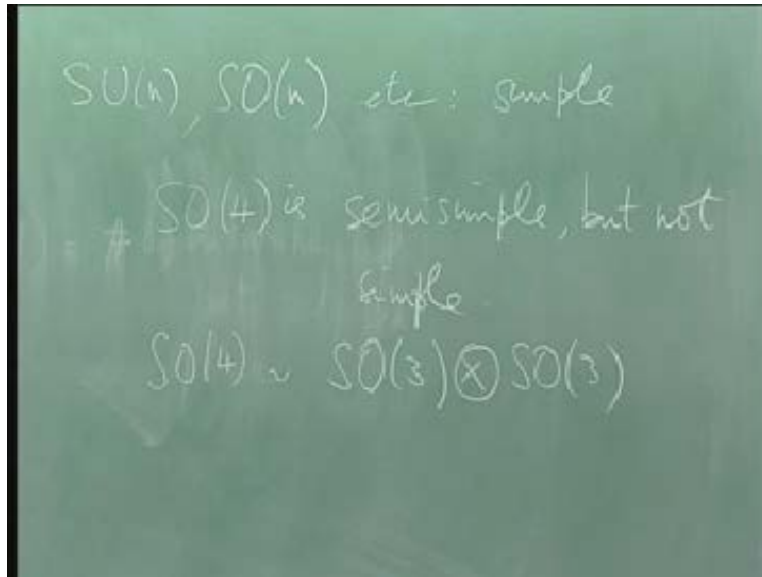 SU(n), SO(n) etc: simple
SO(4) is semisimple, but not
simple.
SO(4) ~ SO(3) ⊗ SO(3)